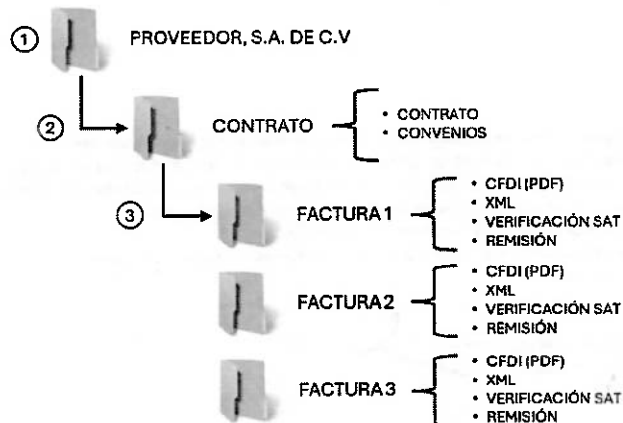 ① PROVEEDOR, S.A. DE C.V
② CONTRATO
• CONTRATO
• CONVENIOS
③ FACTURA 1
• CFDI (PDF)
• XML
• VERIFICACIÓN SAT
• REMISIÓN
FACTURA 2
• CFDI (PDF)
• XML
• VERIFICACIÓN SAT
• REMISIÓN
FACTURA 3
• CFDI (PDF)
• XML
• VERIFICACIÓN SAT
• REMISIÓN